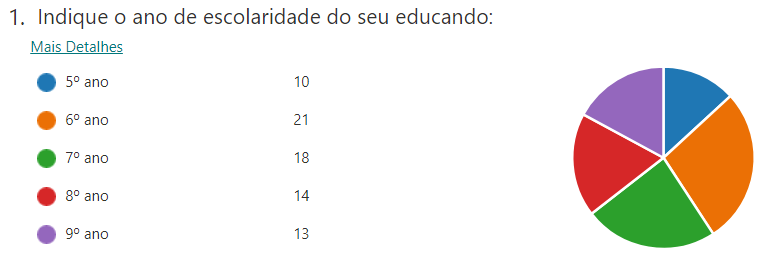 1. Indique o ano de escolaridade do seu educando:
Mais Detalhes
5º ano 10
6º ano 21
7º ano 18
8º ano 14
9º ano 13